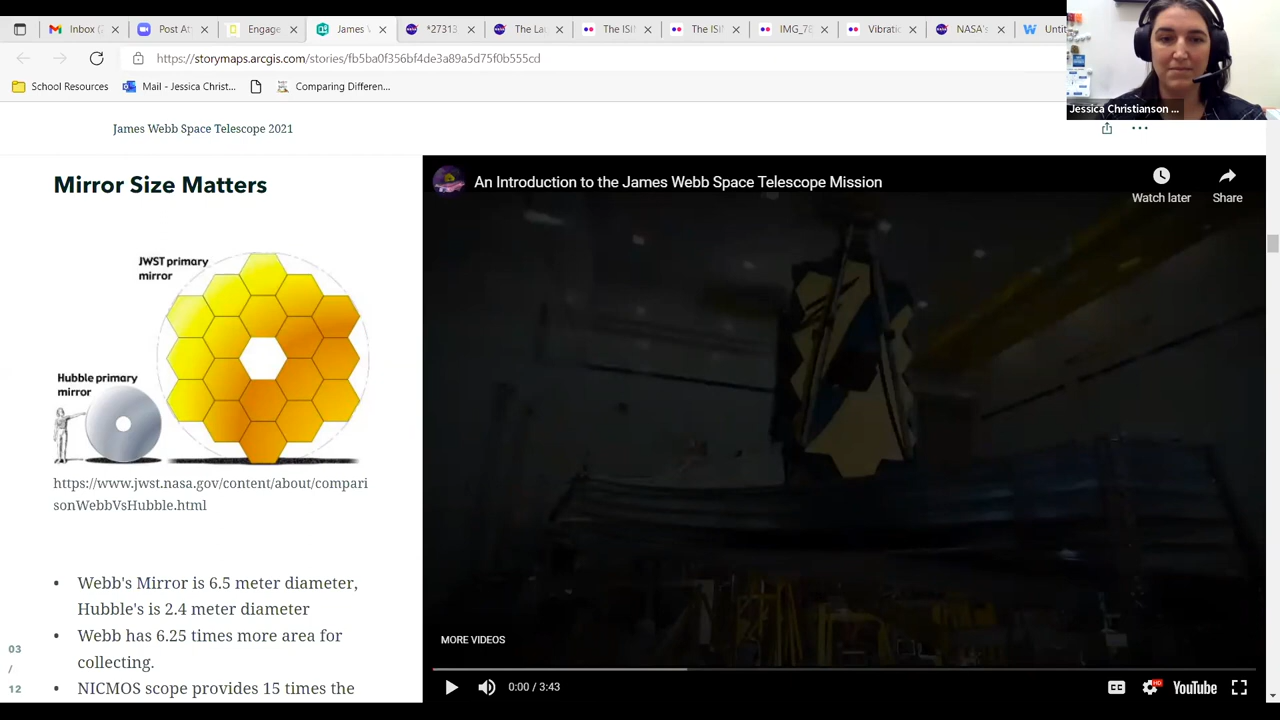 Inbox (2
Post At
Engage
James V
*27313
The La
The ISI
The ISI
IMG_78
Vibratio
NASA's
Unti
https://storymaps.arcgis.com/stories/fb5b20f356bf4de3a89a5d75f0b555cd
School Resources
Mail - Jessica Christ...
Comparing Differen...
Jessica Christianson ...
James Webb Space Telescope 2021
Mirror Size Matters
JWST primary
mirror
Hubble primary
mirror
https://www.jwst.nasa.gov/content/about/compari
sonWebbVsHubble.html
• Webb's Mirror is 6.5 meter diameter,
Hubble's is 2.4 meter diameter
• Webb has 6.25 times more area for
collecting.
• NICMOS scope provides 15 times the
03
/
12
An Introduction to the James Webb Space Telescope Mission
Watch later
Share
MORE VIDEOS
0:00 / 3:43
CC
HD
YouTube